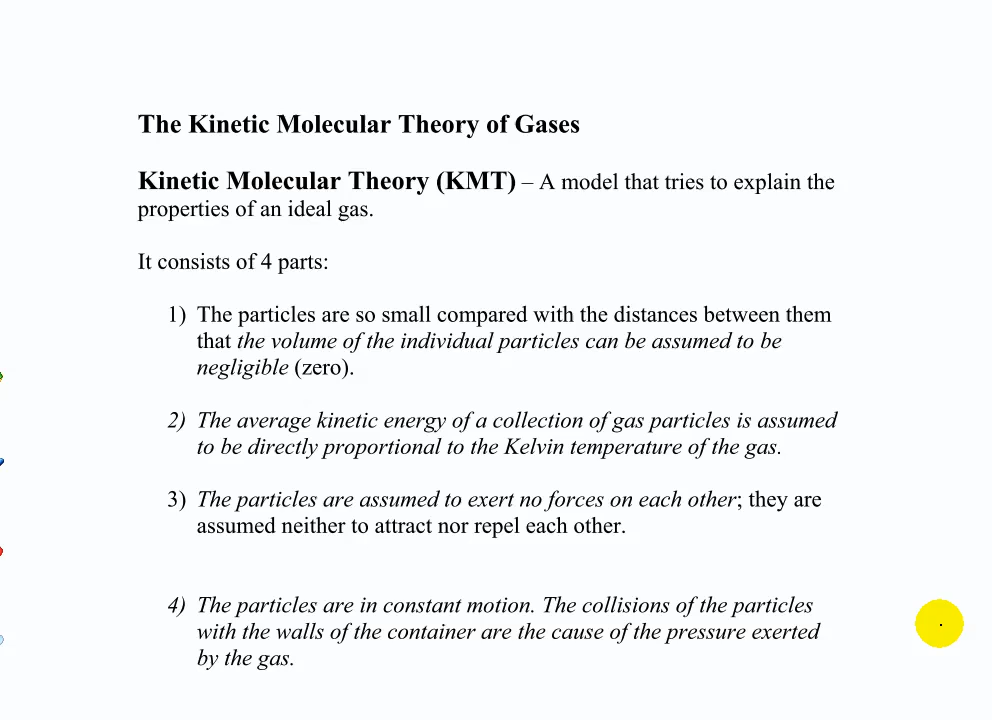 The Kinetic Molecular Theory of Gases
Kinetic Molecular Theory (KMT) – A model that tries to explain the
properties of an ideal gas.
It consists of 4 parts:
1) The particles are so small compared with the distances between them
that the volume of the individual particles can be assumed to be
negligible (zero).
2) The average kinetic energy of a collection of gas particles is assumed
to be directly proportional to the Kelvin temperature of the gas.
3) The particles are assumed to exert no forces on each other; they are
assumed neither to attract nor repel each other.
4) The particles are in constant motion. The collisions of the particles
with the walls of the container are the cause of the pressure exerted
by the gas.